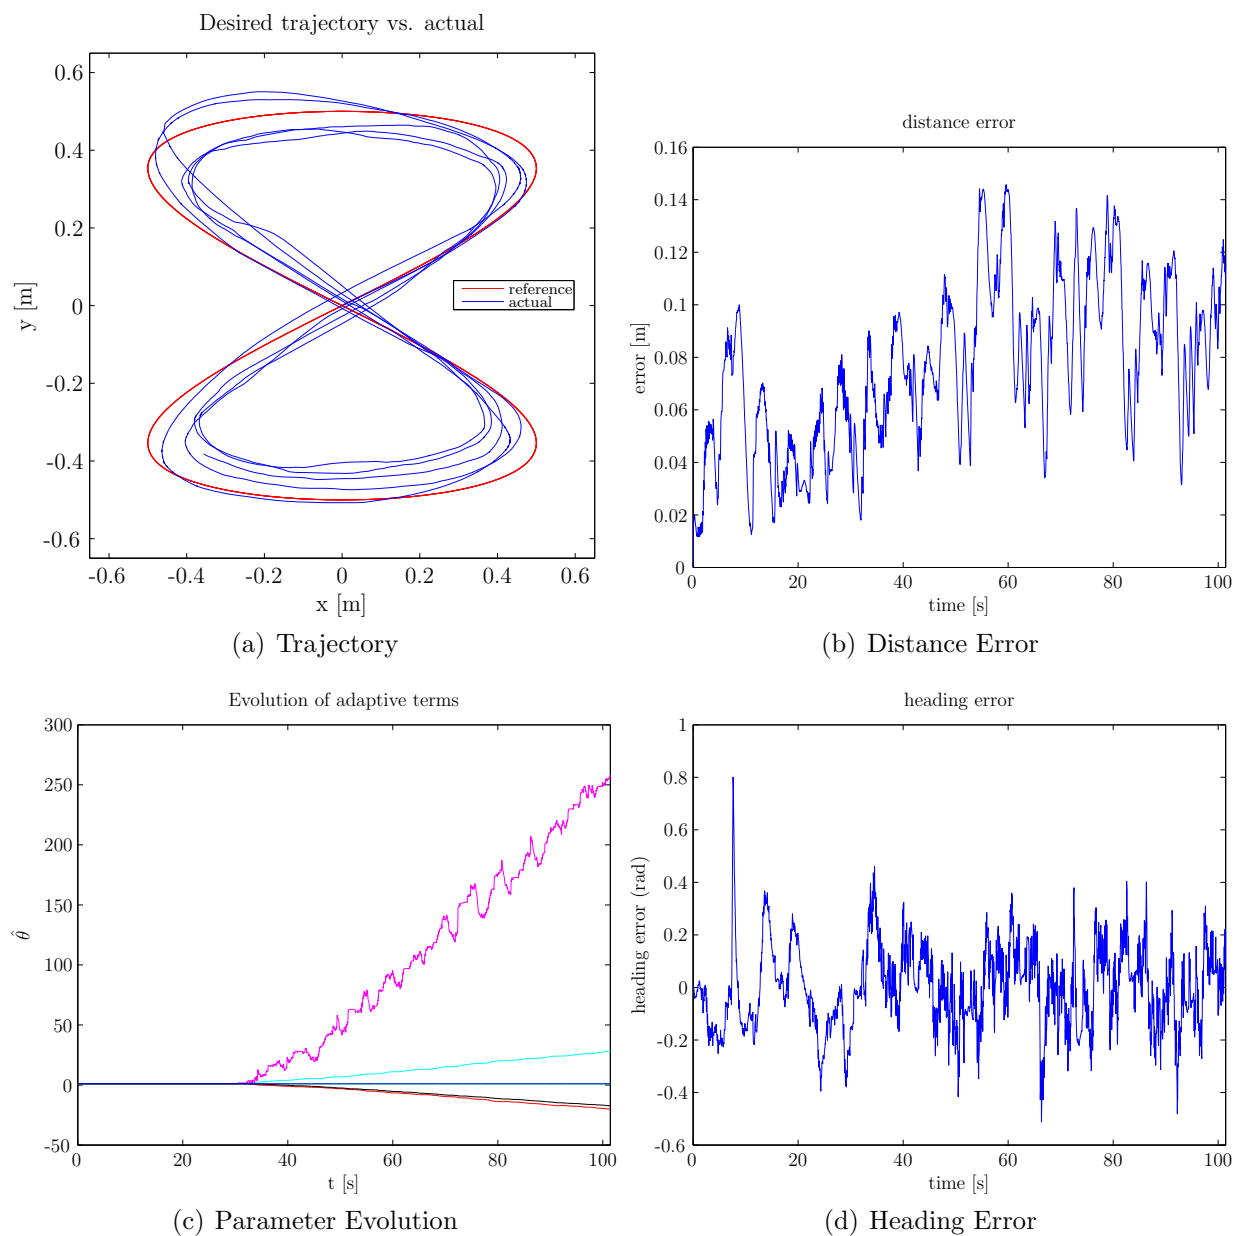 Desired trajectory vs. actual
0.6
0.4
0.2
0
-0.2
-0.4
-0.6
y [m]
reference
actual
-0.6 -0.4 -0.2 0 0.2 0.4 0.6
x [m]
(a) Trajectory
distance error
0.16
0.14
0.12
0.1
0.08
0.06
0.04
0.02
0
error [m]
0 20 40 60 80 100
time [s]
(b) Distance Error
Evolution of adaptive terms
300
250
200
150
100
50
0
-50
θ̂
0 20 40 60 80 100
t [s]
(c) Parameter Evolution
heading error
1
0.8
0.6
0.4
0.2
0
-0.2
-0.4
-0.6
heading error (rad)
0 20 40 60 80 100
time [s]
(d) Heading Error